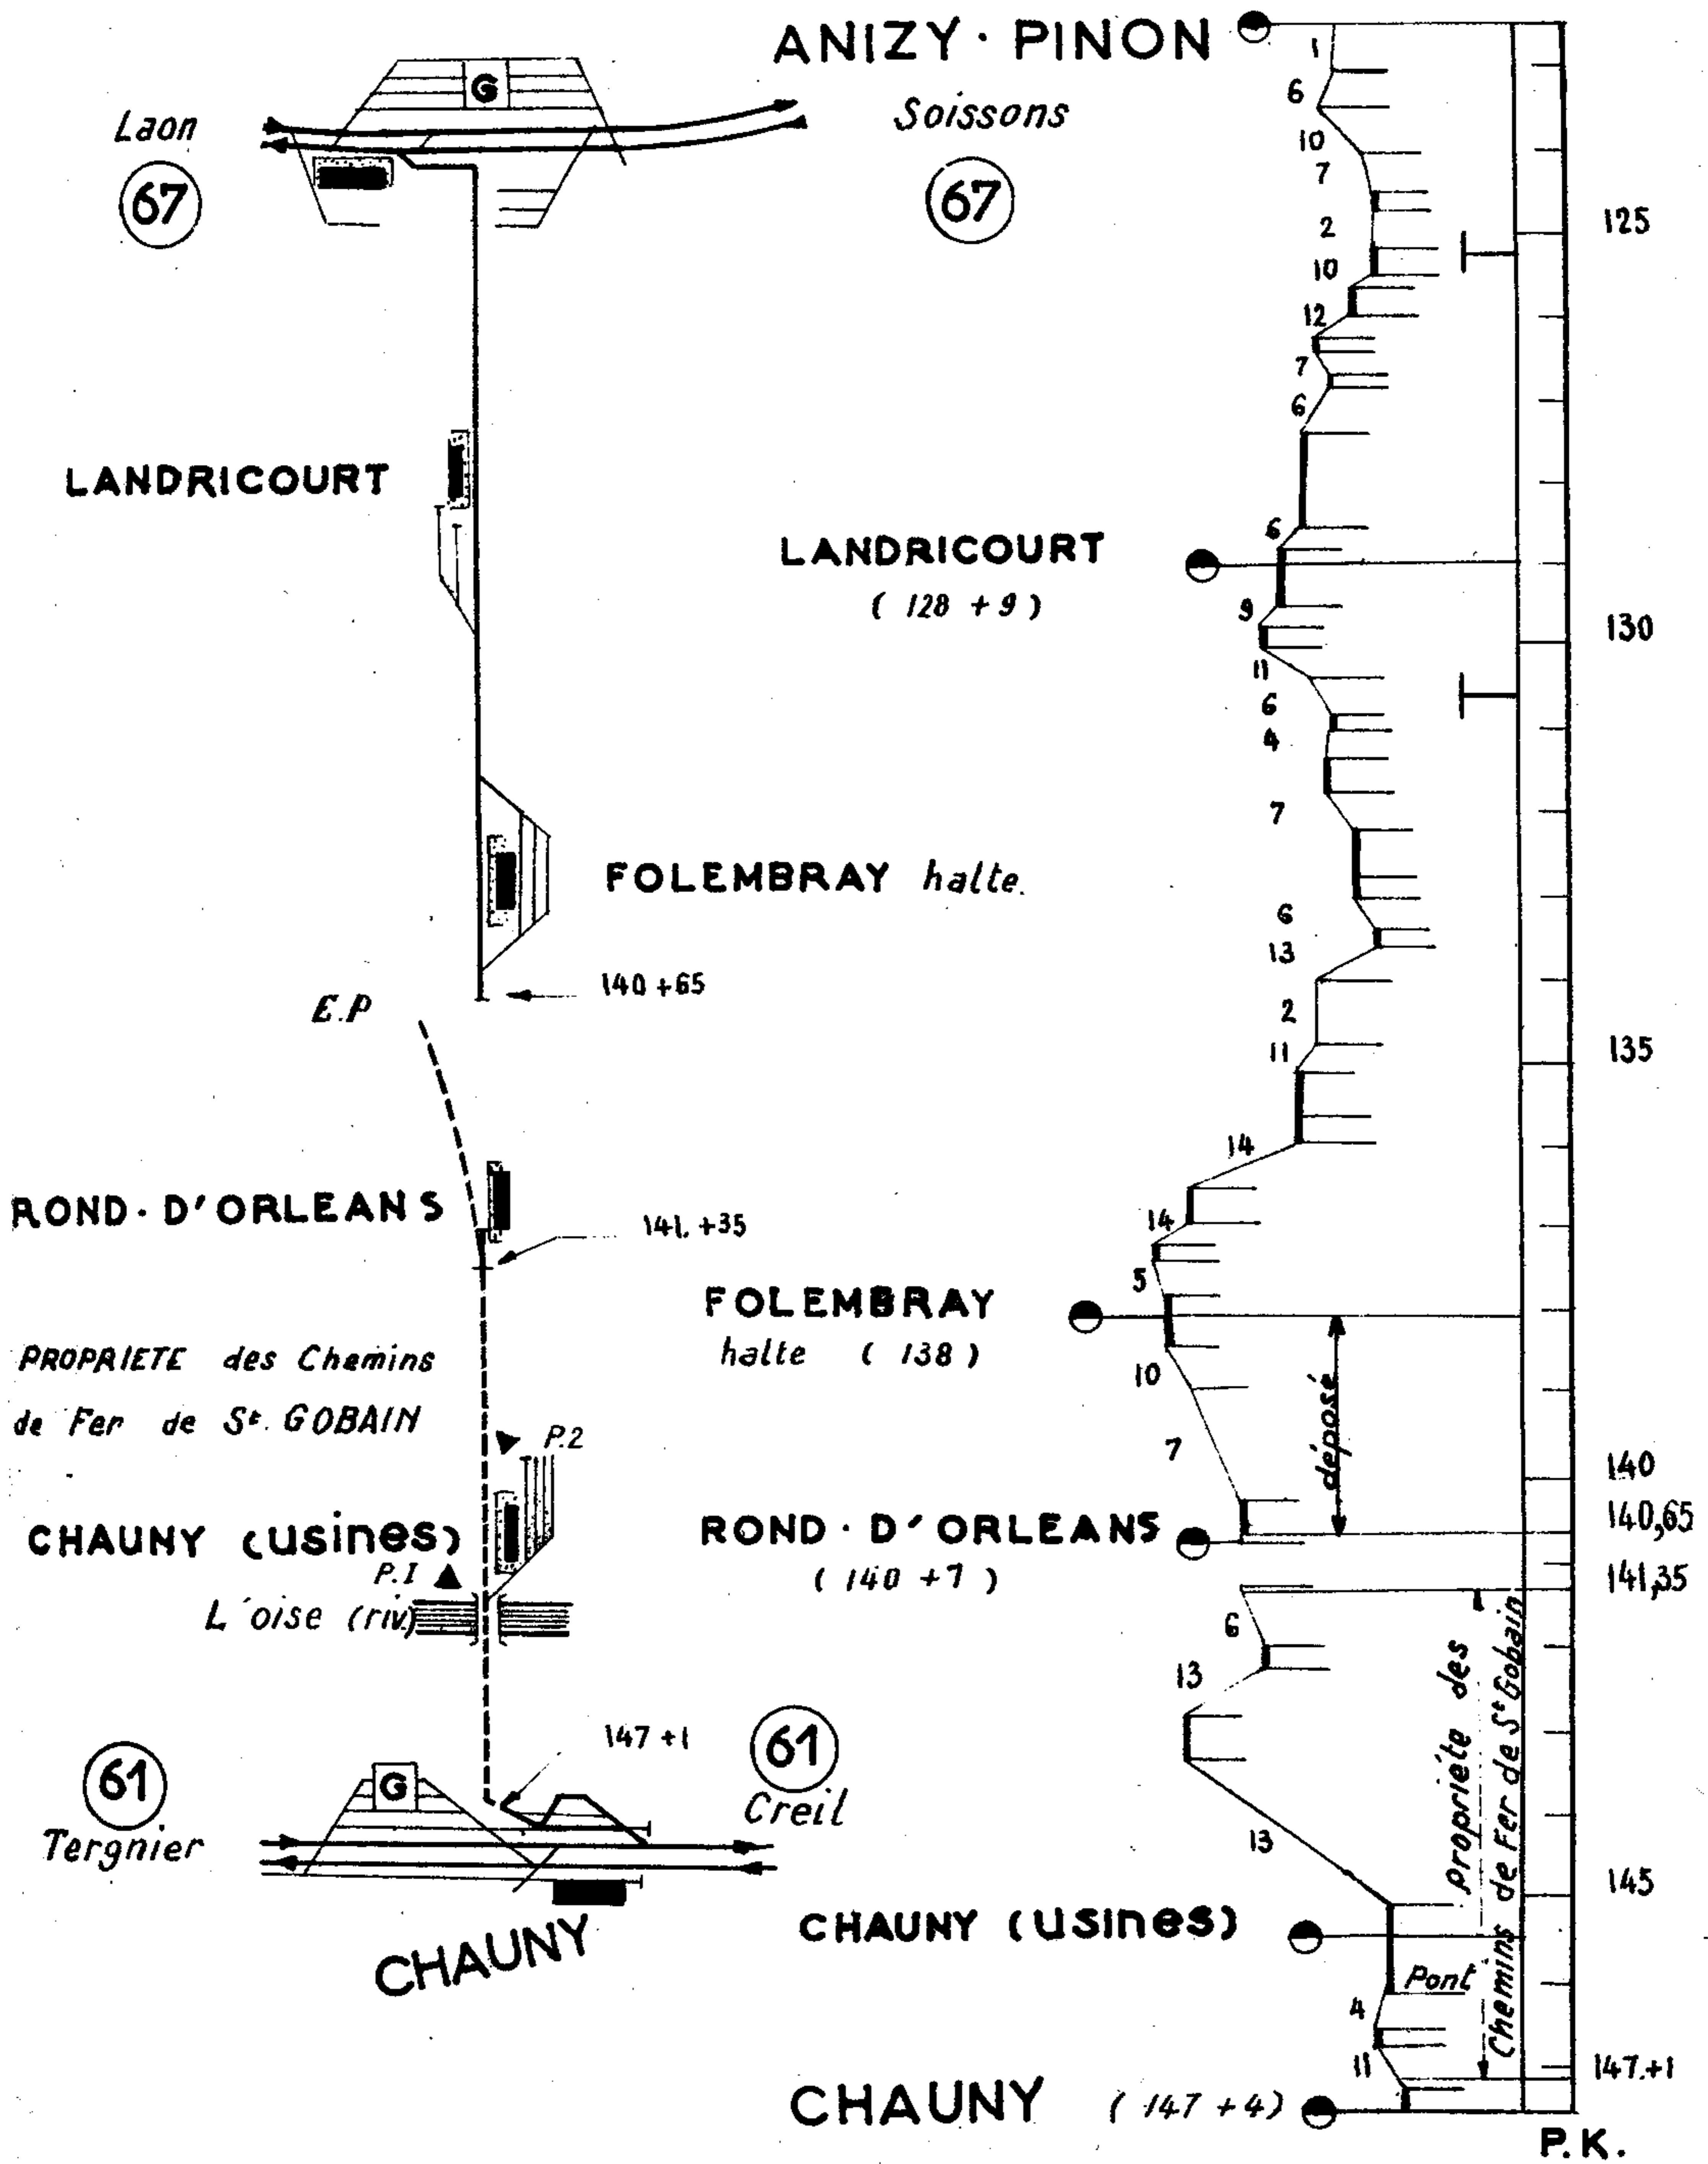 ANIZY · PINON
G
Laon
Soissons
67
67
LANDRICOURT
FOLEMBRAY halte.
140 +65
E.P
ROND · D'ORLEANS
141. +35
PROPRIETE des Chemins
de Fer de St. GOBAIN
P.2
CHAUNY (usines)
P.I
L'oise (riv.)
147 +1
61
61
G
Creil
Tergnier
CHAUNY
1
6
10
7
2
10
12
7
6
6
LANDRICOURT
( 128 +9 )
9
11
6
4
7
6
13
2
11
14
14
5
FOLEMBRAY
halte ( 138 )
10
7
déposé
ROND · D'ORLEANS
( 140 +7 )
6
13
13
Propriété des
Chemins de Fer de St Gobain
CHAUNY (usines)
Pont
4
11
CHAUNY ( 147 +4)
125
130
135
140
140,65
141,35
145
147.+1
P.K.